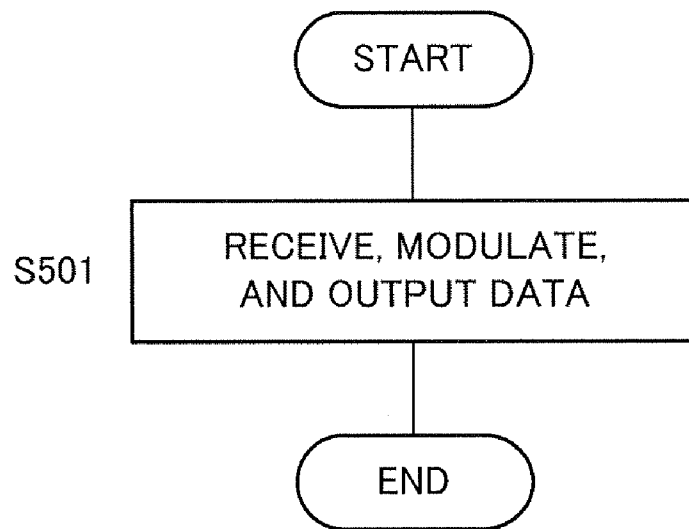 START
S501
RECEIVE, MODULATE,
AND OUTPUT DATA
END